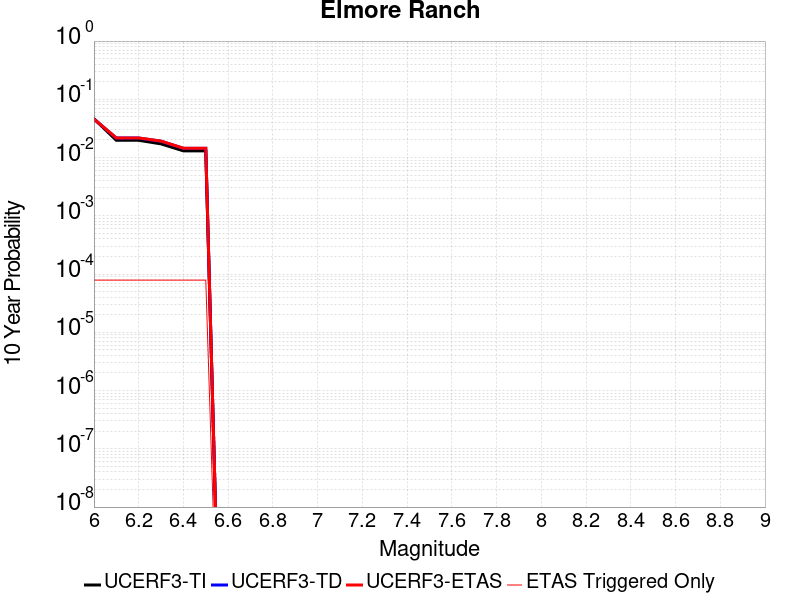 Elmore Ranch
10 0
10 -1
10 -2
10 -3
10 -4
10 -5
10 -6
10 -7
10 -8
10 Year Probability
6 6.2 6.4 6.6 6.8 7 7.2 7.4 7.6 7.8 8 8.2 8.4 8.6 8.8 9
Magnitude
UCERF3-TI UCERF3-TD UCERF3-ETAS ETAS Triggered Only